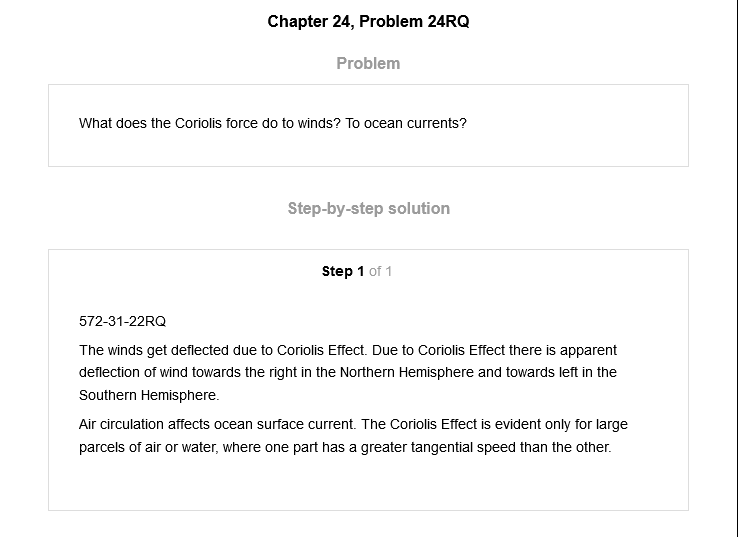 Chapter 24, Problem 24RQ
Problem
What does the Coriolis force do to winds? To ocean currents?
Step-by-step solution
Step 1 of 1
572-31-22RQ
The winds get deflected due to Coriolis Effect. Due to Coriolis Effect there is apparent
deflection of wind towards the right in the Northern Hemisphere and towards left in the
Southern Hemisphere.
Air circulation affects ocean surface current. The Coriolis Effect is evident only for large
parcels of air or water, where one part has a greater tangential speed than the other.